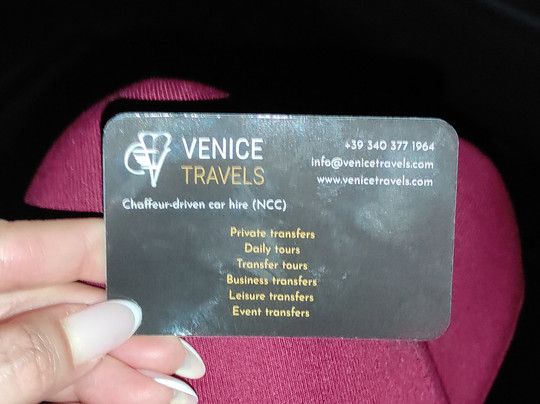 VENICE
TRAVELS
+39 340 377 1964
info@venicetravels.com
www.venicetravels.com
Chaffeur-driven car hire (NCC)
Private transfers
Daily tours
Transfer tours
Business transfers
Leisure transfers
Event transfers